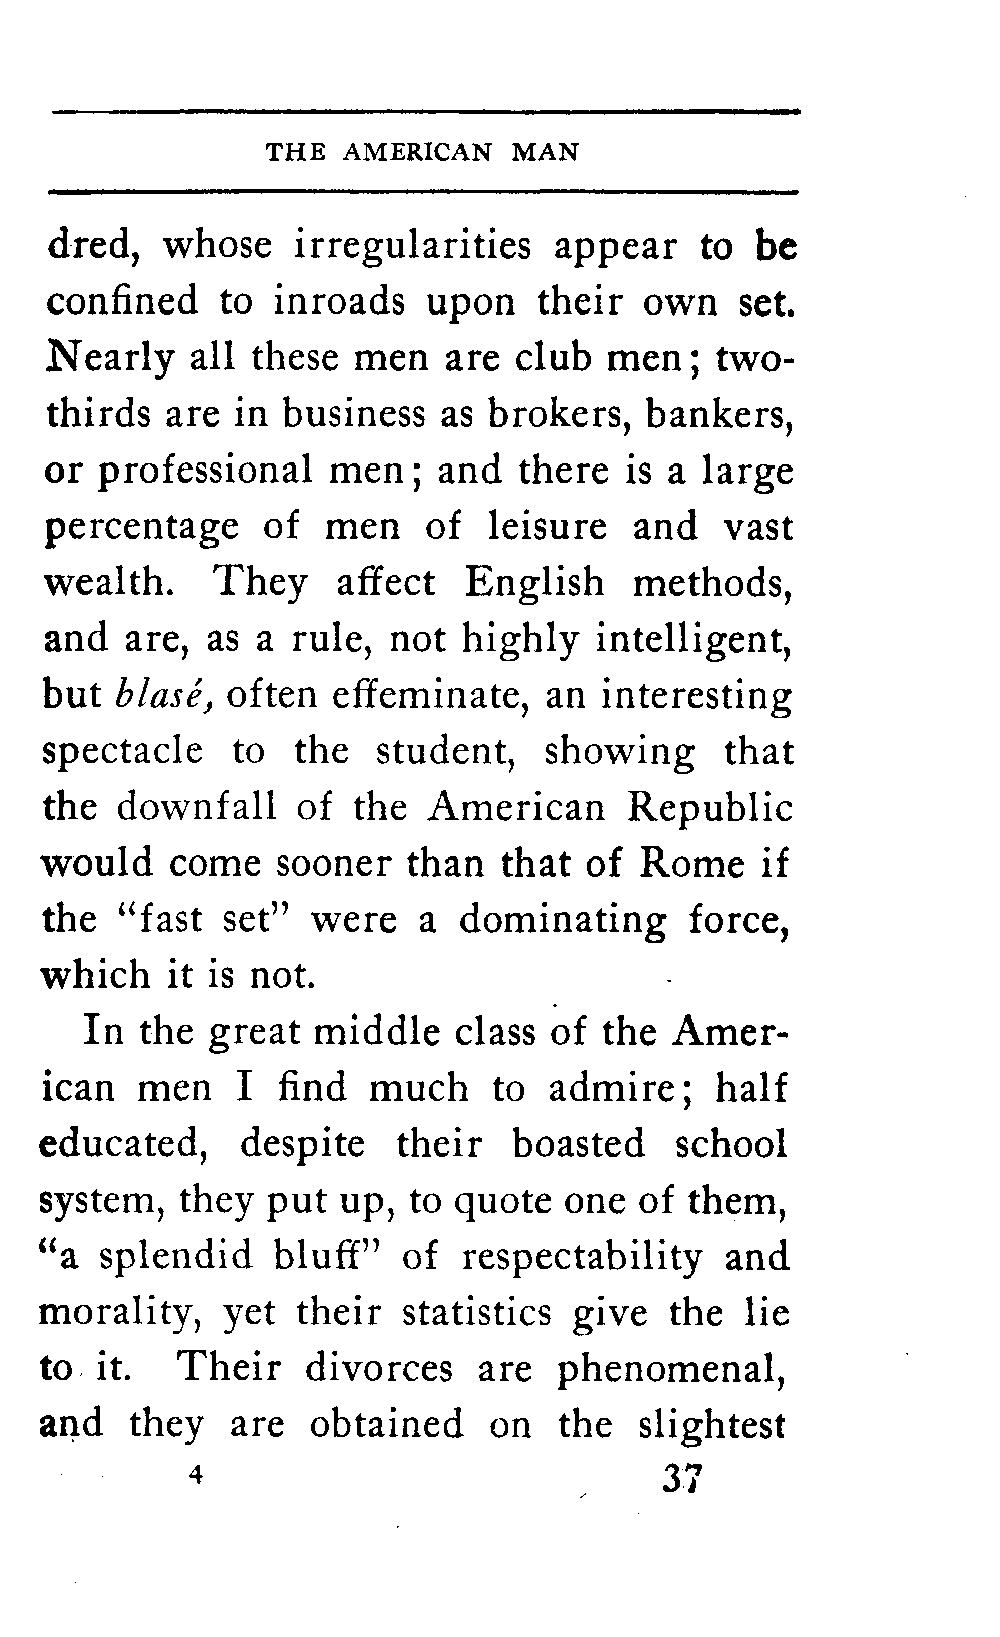 THE AMERICAN MAN
dred, whose irregularities appear to be
confined to inroads upon their own set.
Nearly all these men are club men; two-
thirds are in business as brokers, bankers,
or professional men; and there is a large
percentage of men of leisure and vast
wealth. They affect English methods,
and are, as a rule, not highly intelligent,
but blasé, often effeminate, an interesting
spectacle to the student, showing that
the downfall of the American Republic
would come sooner than that of Rome if
the “fast set” were a dominating force,
which it is not.
In the great middle class of the Amer-
ican men I find much to admire; half
educated, despite their boasted school
system, they put up, to quote one of them,
“a splendid bluff” of respectability and
morality, yet their statistics give the lie
to it. Their divorces are phenomenal,
and they are obtained on the slightest
4 37